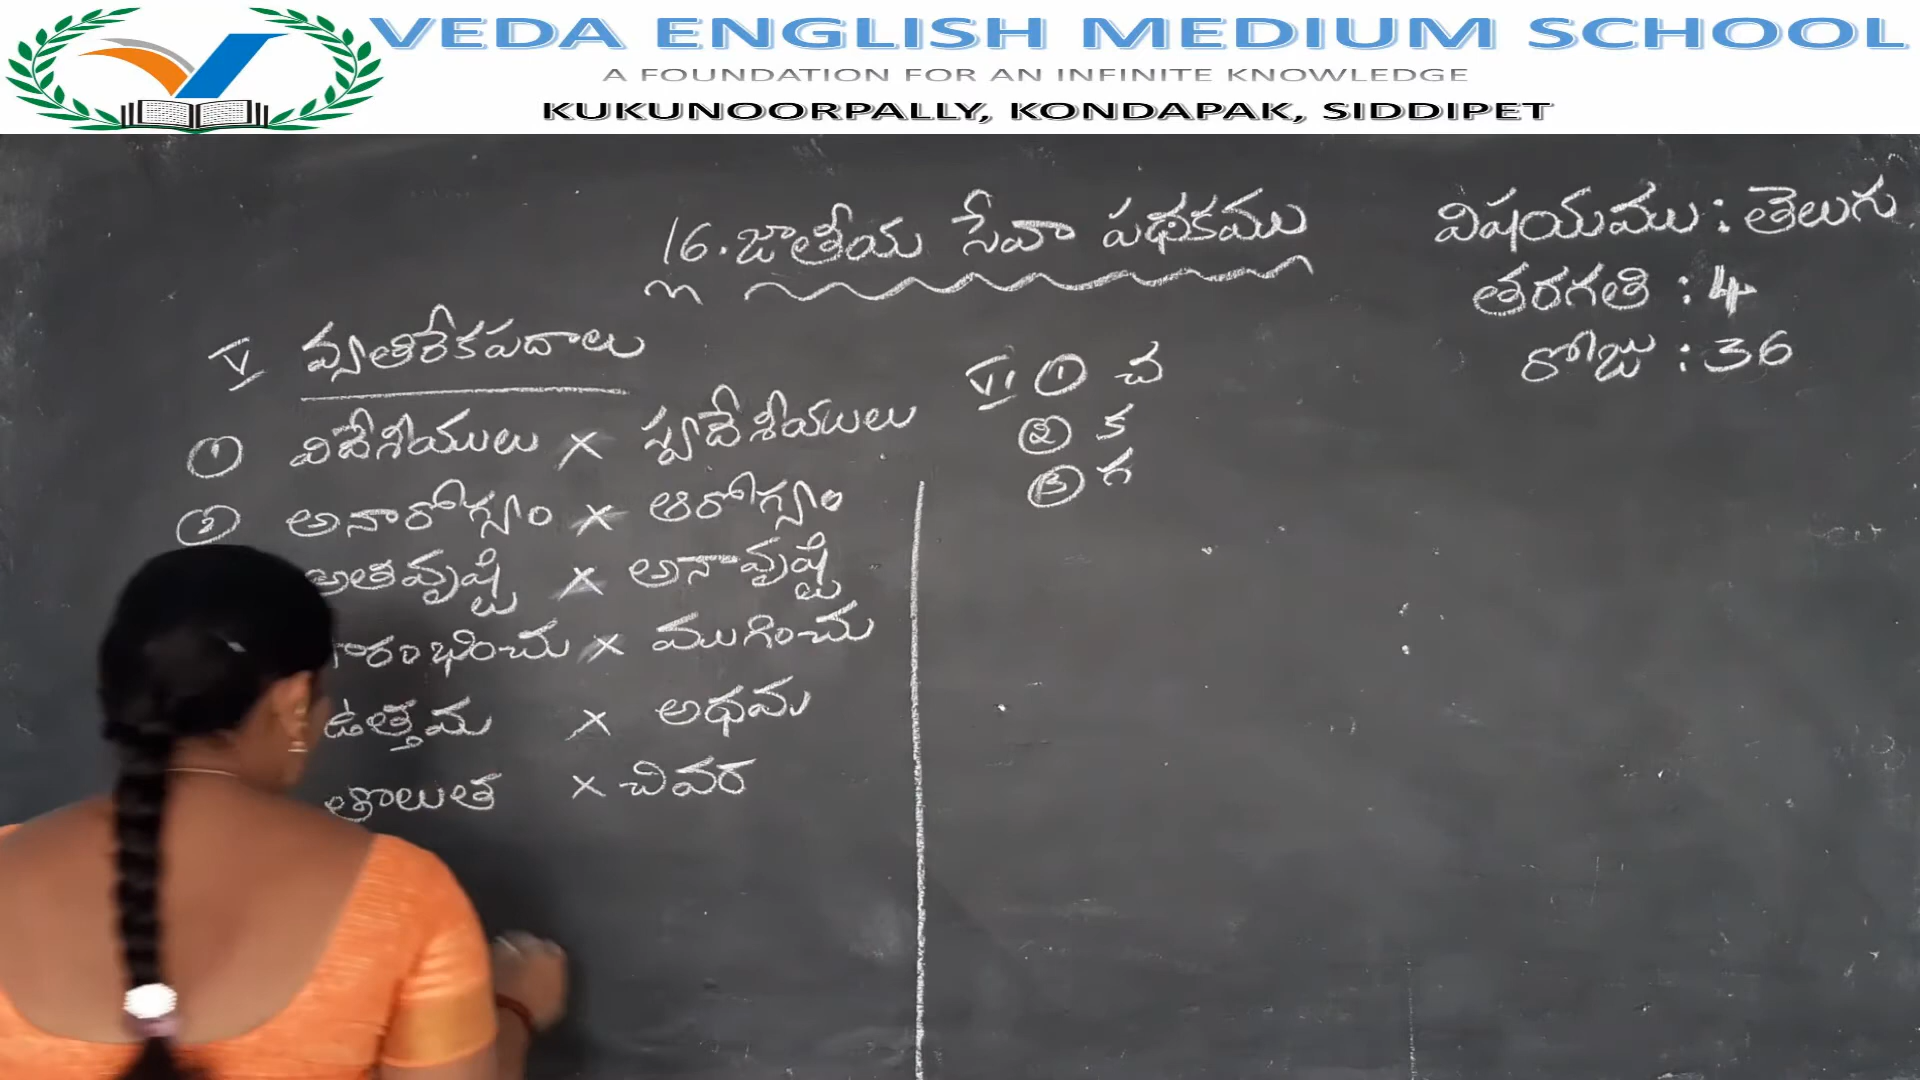 VEDA ENGLISH MEDIUM SCHOOL
A FOUNDATION FOR AN INFINITE KNOWLEDGE
KUKUNOORPALLY, KONDAPAK, SIDDIPET
16. జాతీయ సేవా పథకము
విషయము : తెలుగు
తరగతి : 4
రోజు : 36
V వ్యతిరేకపదాలు
① విదేశీయులు × స్వదేశీయులు
② అనారోగ్యం × ఆరోగ్యం
అతివృష్టి × అనావృష్టి
రంభించు × ముగించు
ఉత్తమ × అధమ
తొలుత × చివర
VI ① చ
② క
③ గ